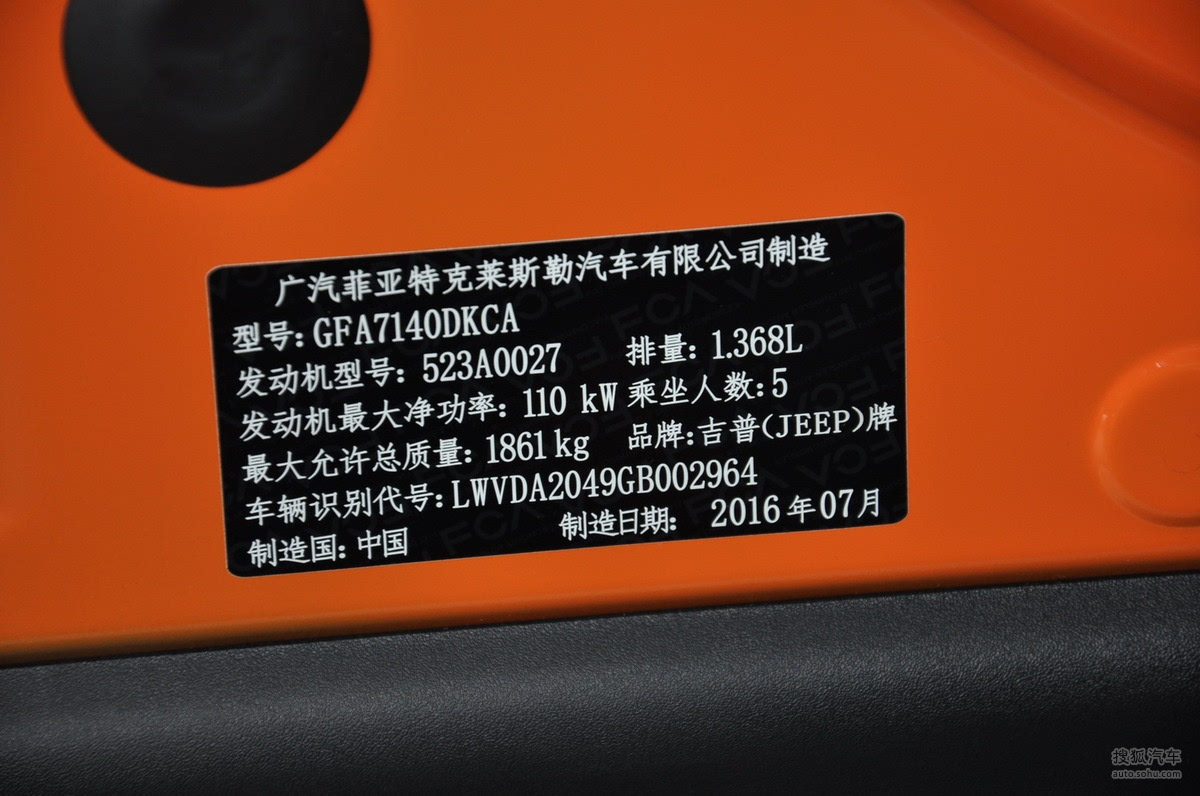 广汽菲亚特克莱斯勒汽车有限公司制造
型号: GFA7140DKCA
发动机型号: 523A0027 排量: 1.368L
发动机最大净功率: 110 kW 乘坐人数: 5
最大允许总质量: 1861 kg 品牌: 吉普(JEEP)牌
车辆识别代号: LWVDA2049GB002964
制造国: 中国 制造日期: 2016年07月
搜狐汽车
auto.sohu.com